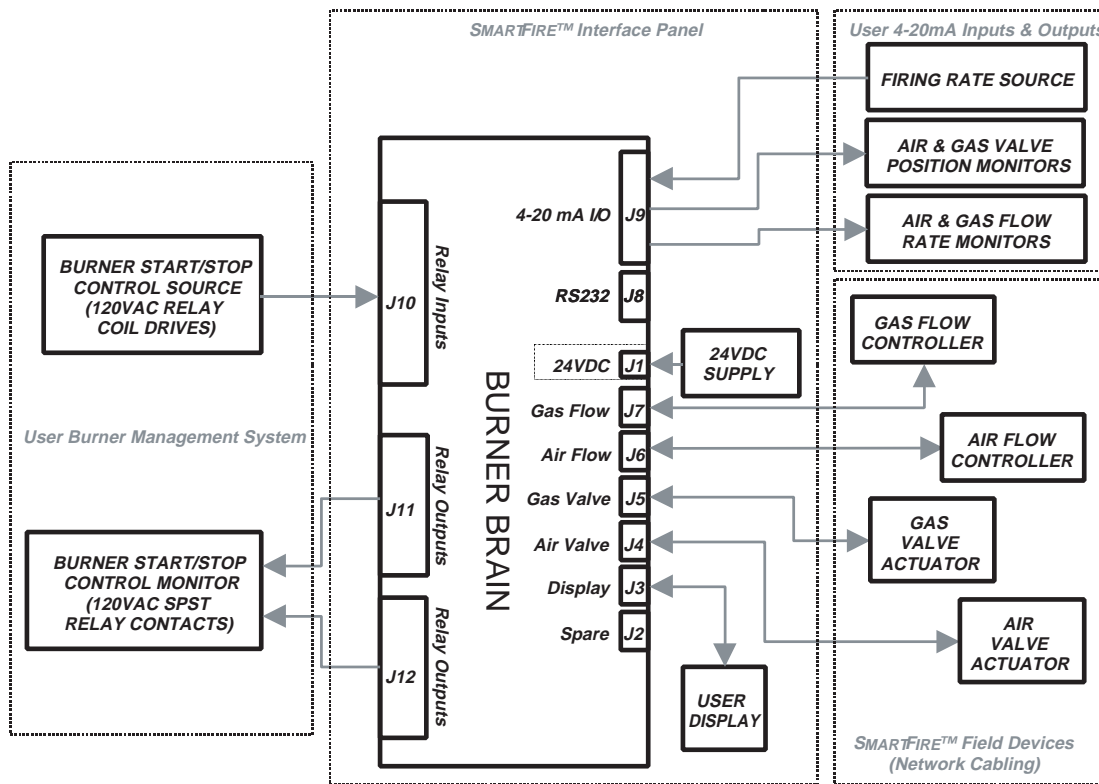 SMARTFIRE™ Interface Panel
User 4-20mA Inputs & Outputs
FIRING RATE SOURCE
AIR & GAS VALVE
POSITION MONITORS
AIR & GAS FLOW
RATE MONITORS
BURNER START/STOP
CONTROL SOURCE
(120VAC RELAY
COIL DRIVES)
User Burner Management System
BURNER START/STOP
CONTROL MONITOR
(120VAC SPST
RELAY CONTACTS)
J10
Relay Inputs
J11
Relay Outputs
J12
Relay Outputs
BURNER BRAIN
4-20 mA I/O
J9
RS232
J8
24VDC
J1
Gas Flow
J7
Air Flow
J6
Gas Valve
J5
Air Valve
J4
Display
J3
Spare
J2
24VDC
SUPPLY
USER
DISPLAY
GAS FLOW
CONTROLLER
AIR FLOW
CONTROLLER
GAS
VALVE
ACTUATOR
AIR
VALVE
ACTUATOR
SMARTFIRE™ Field Devices
(Network Cabling)